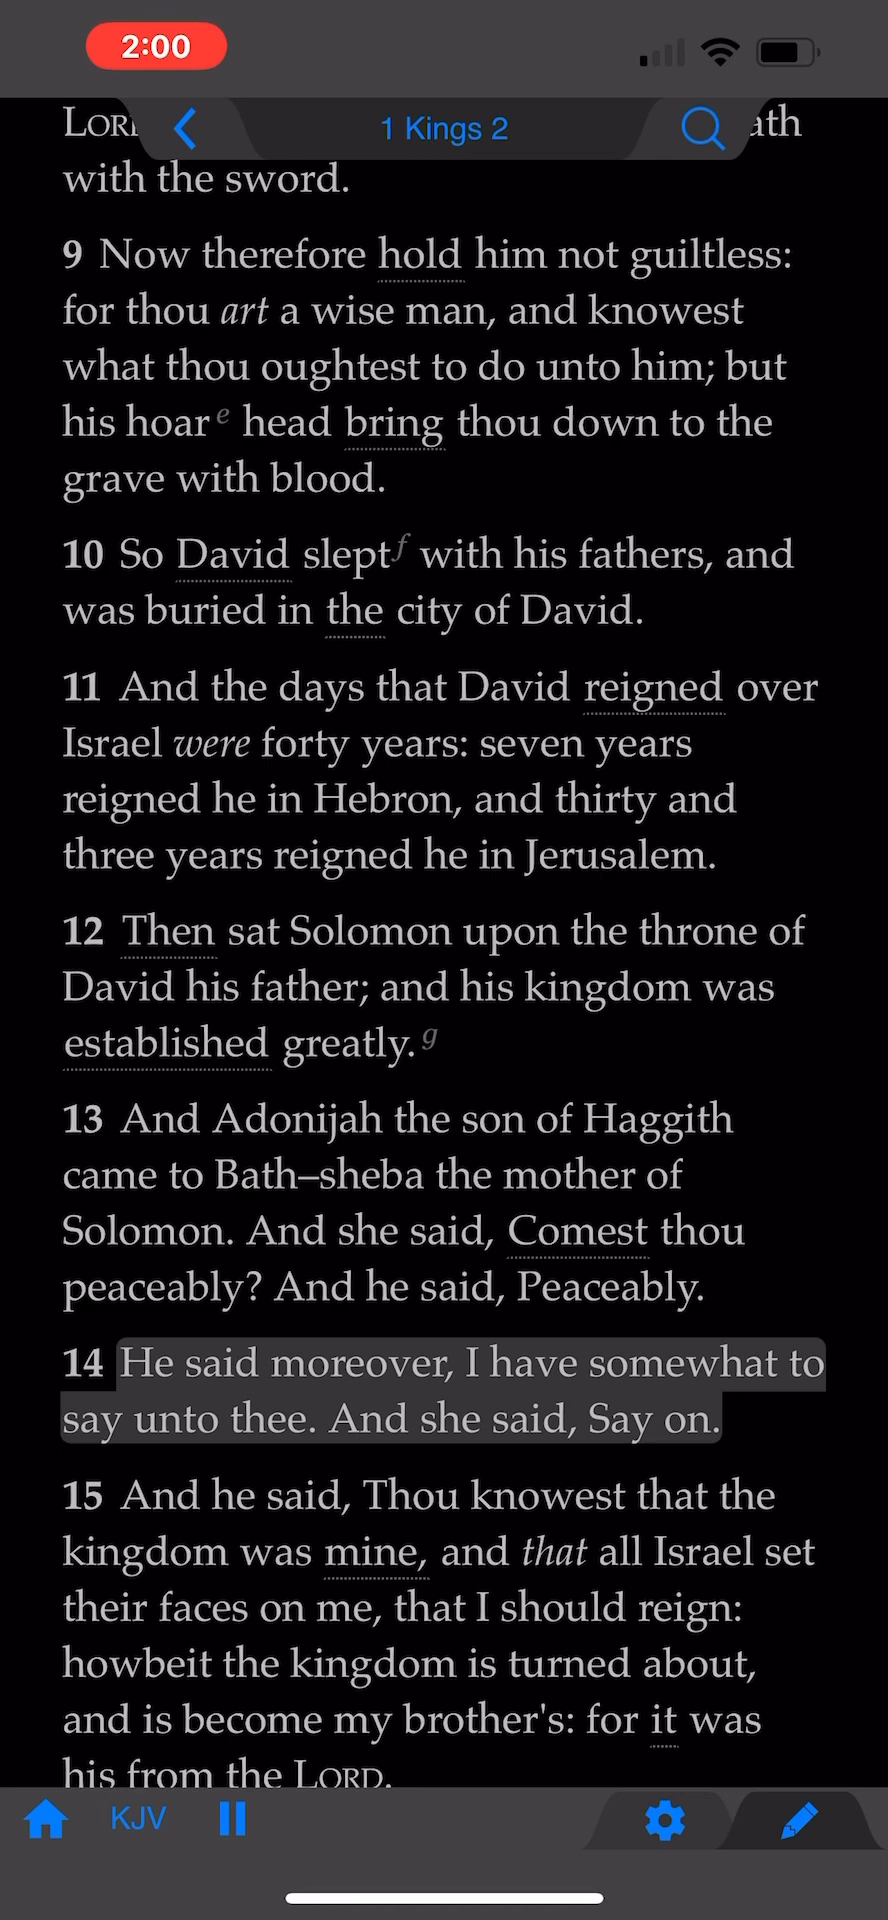 2:00
LOR
1 Kings 2
ath
with the sword.
9 Now therefore hold him not guiltless:
for thou art a wise man, and knowest
what thou oughtest to do unto him; but
his hoar e head bring thou down to the
grave with blood.
10 So David slept f with his fathers, and
was buried in the city of David.
11 And the days that David reigned over
Israel were forty years: seven years
reigned he in Hebron, and thirty and
three years reigned he in Jerusalem.
12 Then sat Solomon upon the throne of
David his father; and his kingdom was
established greatly. g
13 And Adonijah the son of Haggith
came to Bath–sheba the mother of
Solomon. And she said, Comest thou
peaceably? And he said, Peaceably.
14 He said moreover, I have somewhat to
say unto thee. And she said, Say on.
15 And he said, Thou knowest that the
kingdom was mine, and that all Israel set
their faces on me, that I should reign:
howbeit the kingdom is turned about,
and is become my brother's: for it was
his from the LORD.
KJV